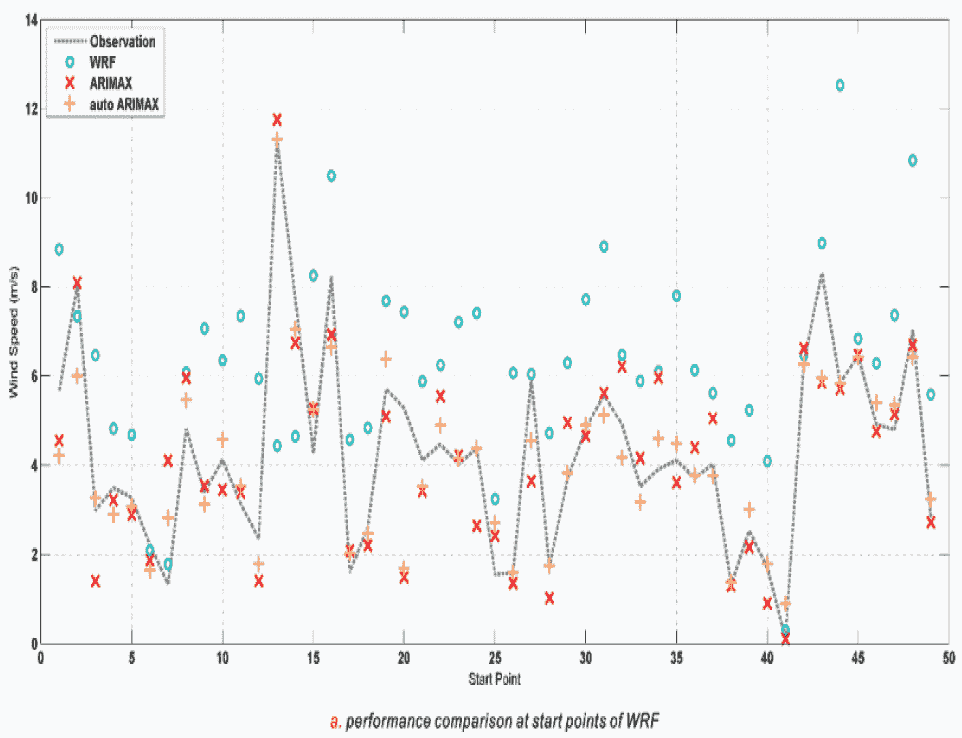 14
12
10
8
6
4
2
0
Wind Speed (m/s)
Observation
WRF
ARIMAX
auto ARIMAX
0 5 10 15 20 25 30 35 40 45 50
Start Point
a. performance comparison at start points of WRF